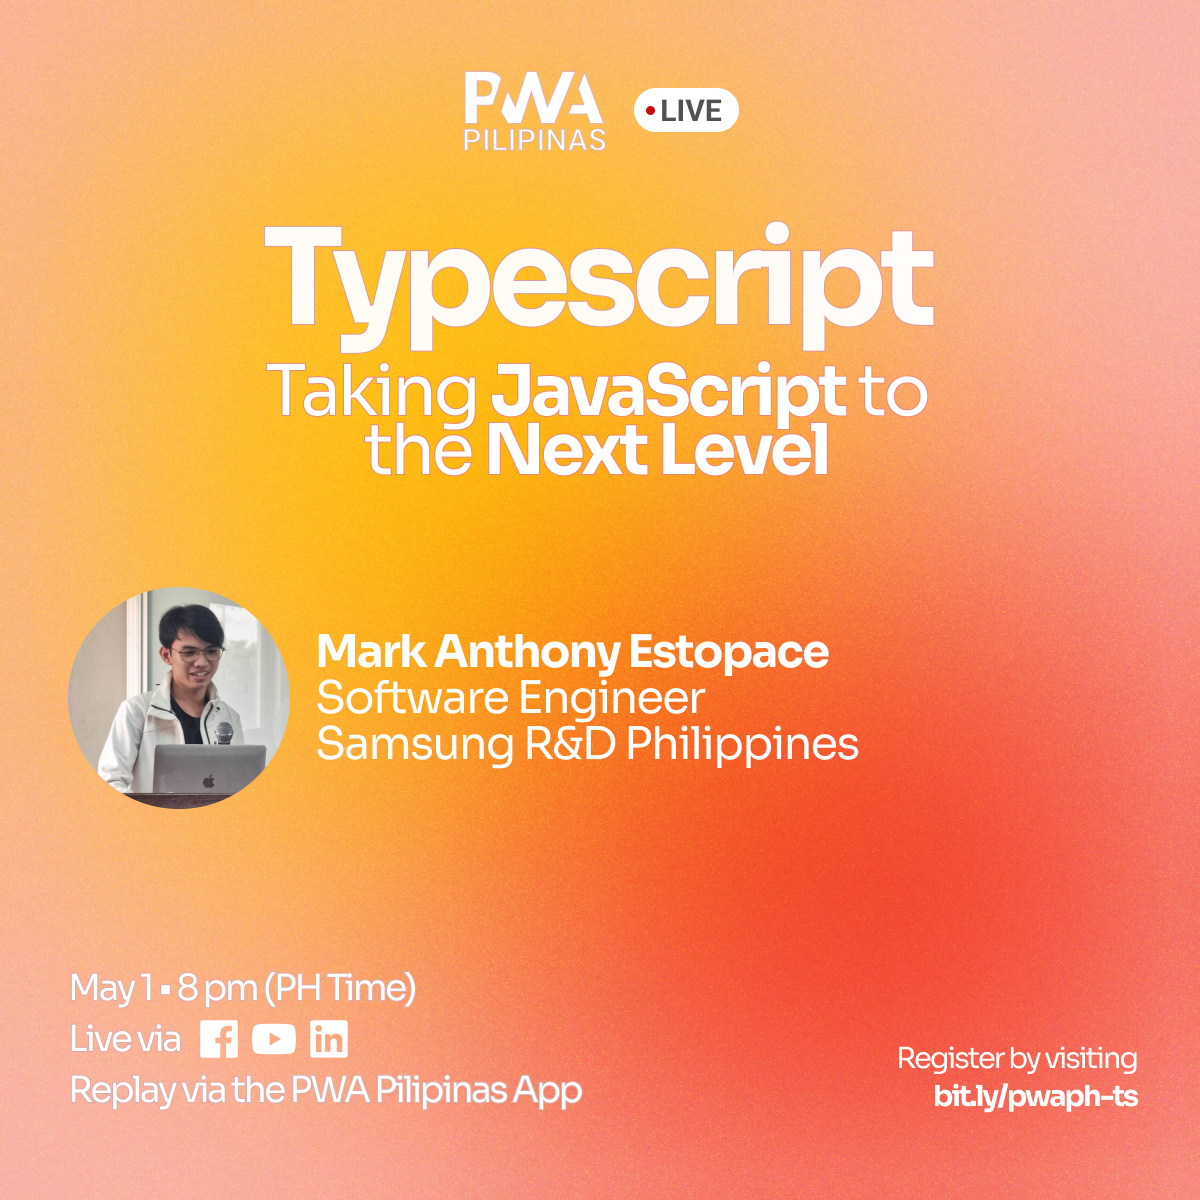 PWA
PILIPINAS
LIVE
Typescript
Taking JavaScript to
the Next Level
Mark Anthony Estopace
Software Engineer
Samsung R&D Philippines
May 1 • 8 pm (PH Time)
Live via
Replay via the PWA Pilipinas App
Register by visiting
bit.ly/pwaph-ts